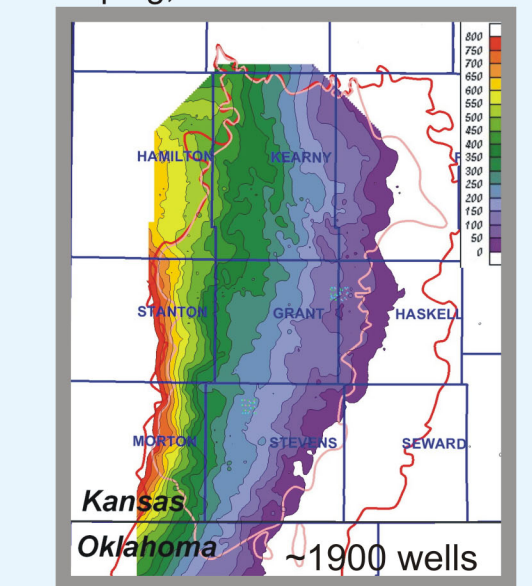 800
750
700
650
600
550
500
450
400
350
300
250
200
150
100
50
0
HAMILTON
KEARNY
STANTON
GRANT
HASKELL
MORTON
STEVENS
SEWARD
Kansas
Oklahoma
~1900 wells